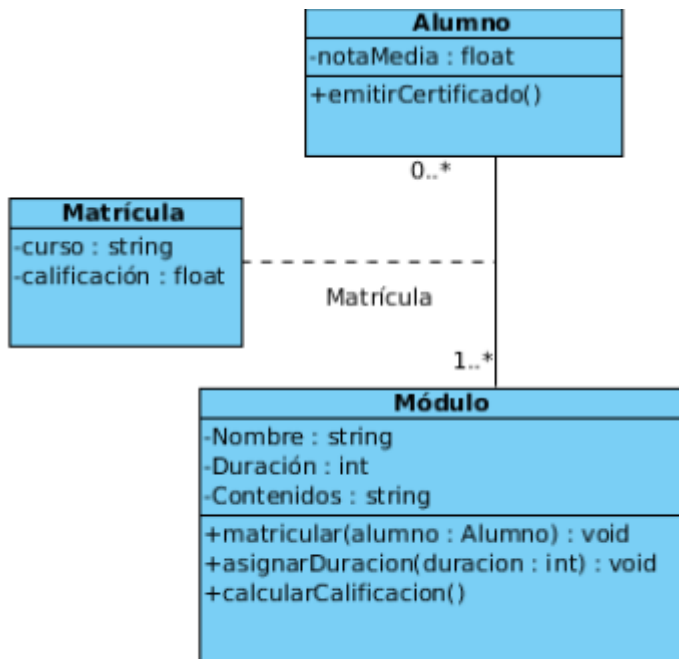 Alumno
-notaMedia : float
+emitirCertificado()
0..*
Matrícula
-curso : string
-calificación : float
Matrícula
1..*
Módulo
-Nombre : string
-Duración : int
-Contenidos : string
+matricular(alumno : Alumno) : void
+asignarDuracion(duracion : int) : void
+calcularCalificacion()